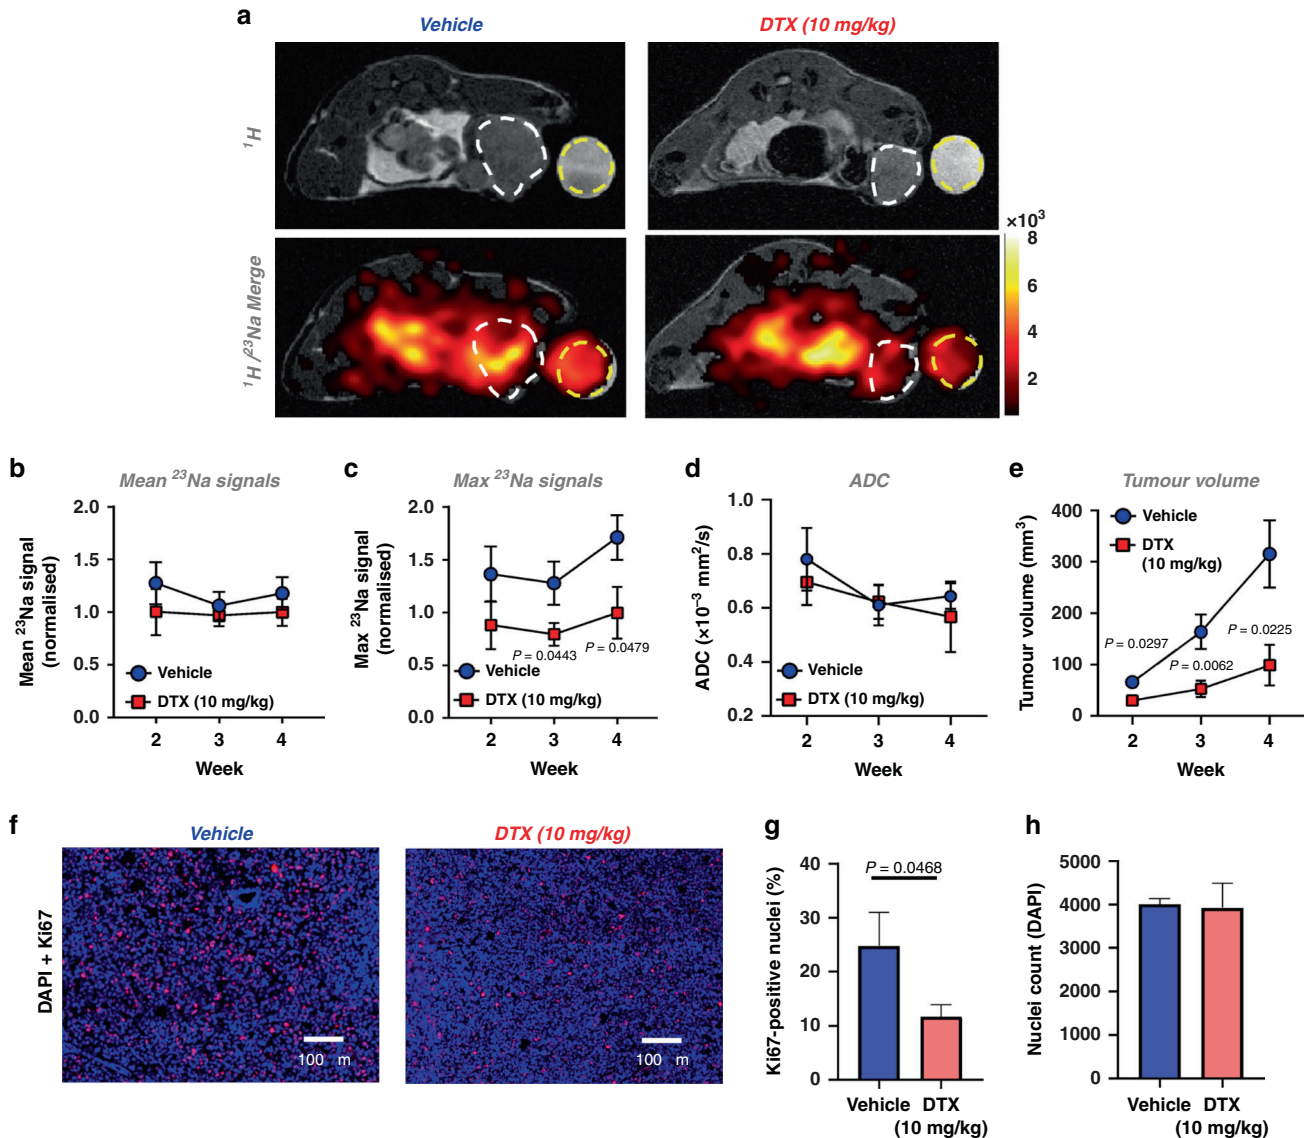 a
Vehicle
DTX (10 mg/kg)
¹H
¹H /²³Na Merge
×10³
8
6
4
2
b
Mean ²³Na signals
Mean ²³Na signal
(normalised)
2.0
1.5
1.0
0.5
0.0
Vehicle
DTX (10 mg/kg)
2 3 4
Week
c
Max ²³Na signals
Max ²³Na signal
(normalised)
2.0
1.5
1.0
0.5
0.0
P = 0.0443
P = 0.0479
Vehicle
DTX (10 mg/kg)
2 3 4
Week
d
ADC
ADC (×10⁻³ mm²/s)
1.0
0.8
0.6
0.4
0.2
Vehicle
DTX (10 mg/kg)
2 3 4
Week
e
Tumour volume
Tumour volume (mm³)
400
300
200
100
0
Vehicle
DTX
(10 mg/kg)
P = 0.0297
P = 0.0062
P = 0.0225
2 3 4
Week
f
Vehicle
DTX (10 mg/kg)
DAPI + Ki67
100 m
100 m
g
Ki67-positive nuclei (%)
40
30
20
10
0
P = 0.0468
Vehicle DTX
(10 mg/kg)
h
Nuclei count (DAPI)
5000
4000
3000
2000
1000
0
Vehicle DTX
(10 mg/kg)